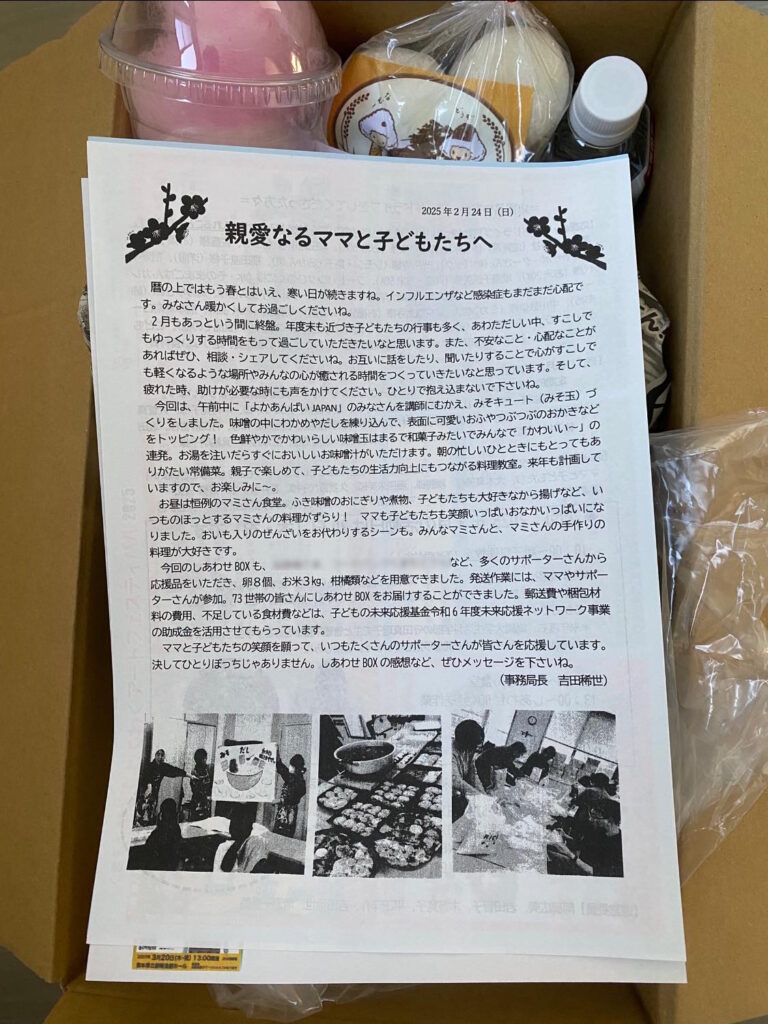 2025年2月24日（日）
親愛なるママと子どもたちへ
暦の上ではもう春とはいえ、寒い日が続きますね。インフルエンザなど感染症もまだまだ心配で
す。みなさん暖かくしてお過ごしくださいね。
2月もあっという間に終盤。年度末も近づき子どもたちの行事も多く、あわただしい中、すこしで
もゆっくりする時間をもって過ごしていただきたいなと思います。また、不安なこと・心配なことが
あればぜひ、相談・シェアしてくださいね。お互いに話をしたり、聞いたりすることで心がすこしで
も軽くなるような場所やみんなの心が癒される時間をつくっていきたいなと思っています。そして、
疲れた時、助けが必要な時にも声をかけてください。ひとりで抱え込まないで下さいね。
今回は、午前中に「よかあんばいJAPAN」のみなさんを講師にむかえ、みそキュート（みそ玉）づ
くりをしました。味噌の中にわかめやだしを練り込んで、表面に可愛いおふやつぶつぶのおかきなど
をトッピング！ 色鮮やかでかわいらしい味噌玉はまるで和菓子みたいでみんなで「かわいい～」の
連発。お湯を注いだらすぐにおいしいお味噌汁がいただけます。朝の忙しいひとときにもとってもあ
りがたい常備菜。親子で楽しめて、子どもたちの生活力向上にもつながる料理教室。来年も計画して
いますので、お楽しみに～。
お昼は恒例のマミさん食堂。ふき味噌のおにぎりや煮物、子どもたちも大好きなから揚げなど、い
つものほっとするマミさんの料理がずらり！ ママも子どもたちも笑顔いっぱいおなかいっぱいにな
りました。おいも入りのぜんざいをお代わりするシーンも。みんなマミさんと、マミさんの手作りの
料理が大好きです。
今回のしあわせBOXも、 など、多くのサポーターさんから
応援品をいただき、卵8個、お米3kg、柑橘類などを用意できました。発送作業には、ママやサポー
ターさんが参加。73世帯の皆さんにしあわせBOXをお届けすることができました。郵送費や梱包材
料の費用、不足している食材費などは、子どもの未来応援基金令和6年度未来応援ネットワーク事業
の助成金を活用させてもらっています。
ママと子どもたちの笑顔を願って、いつもたくさんのサポーターさんが皆さんを応援しています。
決してひとりぼっちじゃありません。しあわせBOXの感想など、ぜひメッセージを下さいね。
（事務局長 吉田稀世）
みそ だし
3月20日(木・祝) 13:00開演